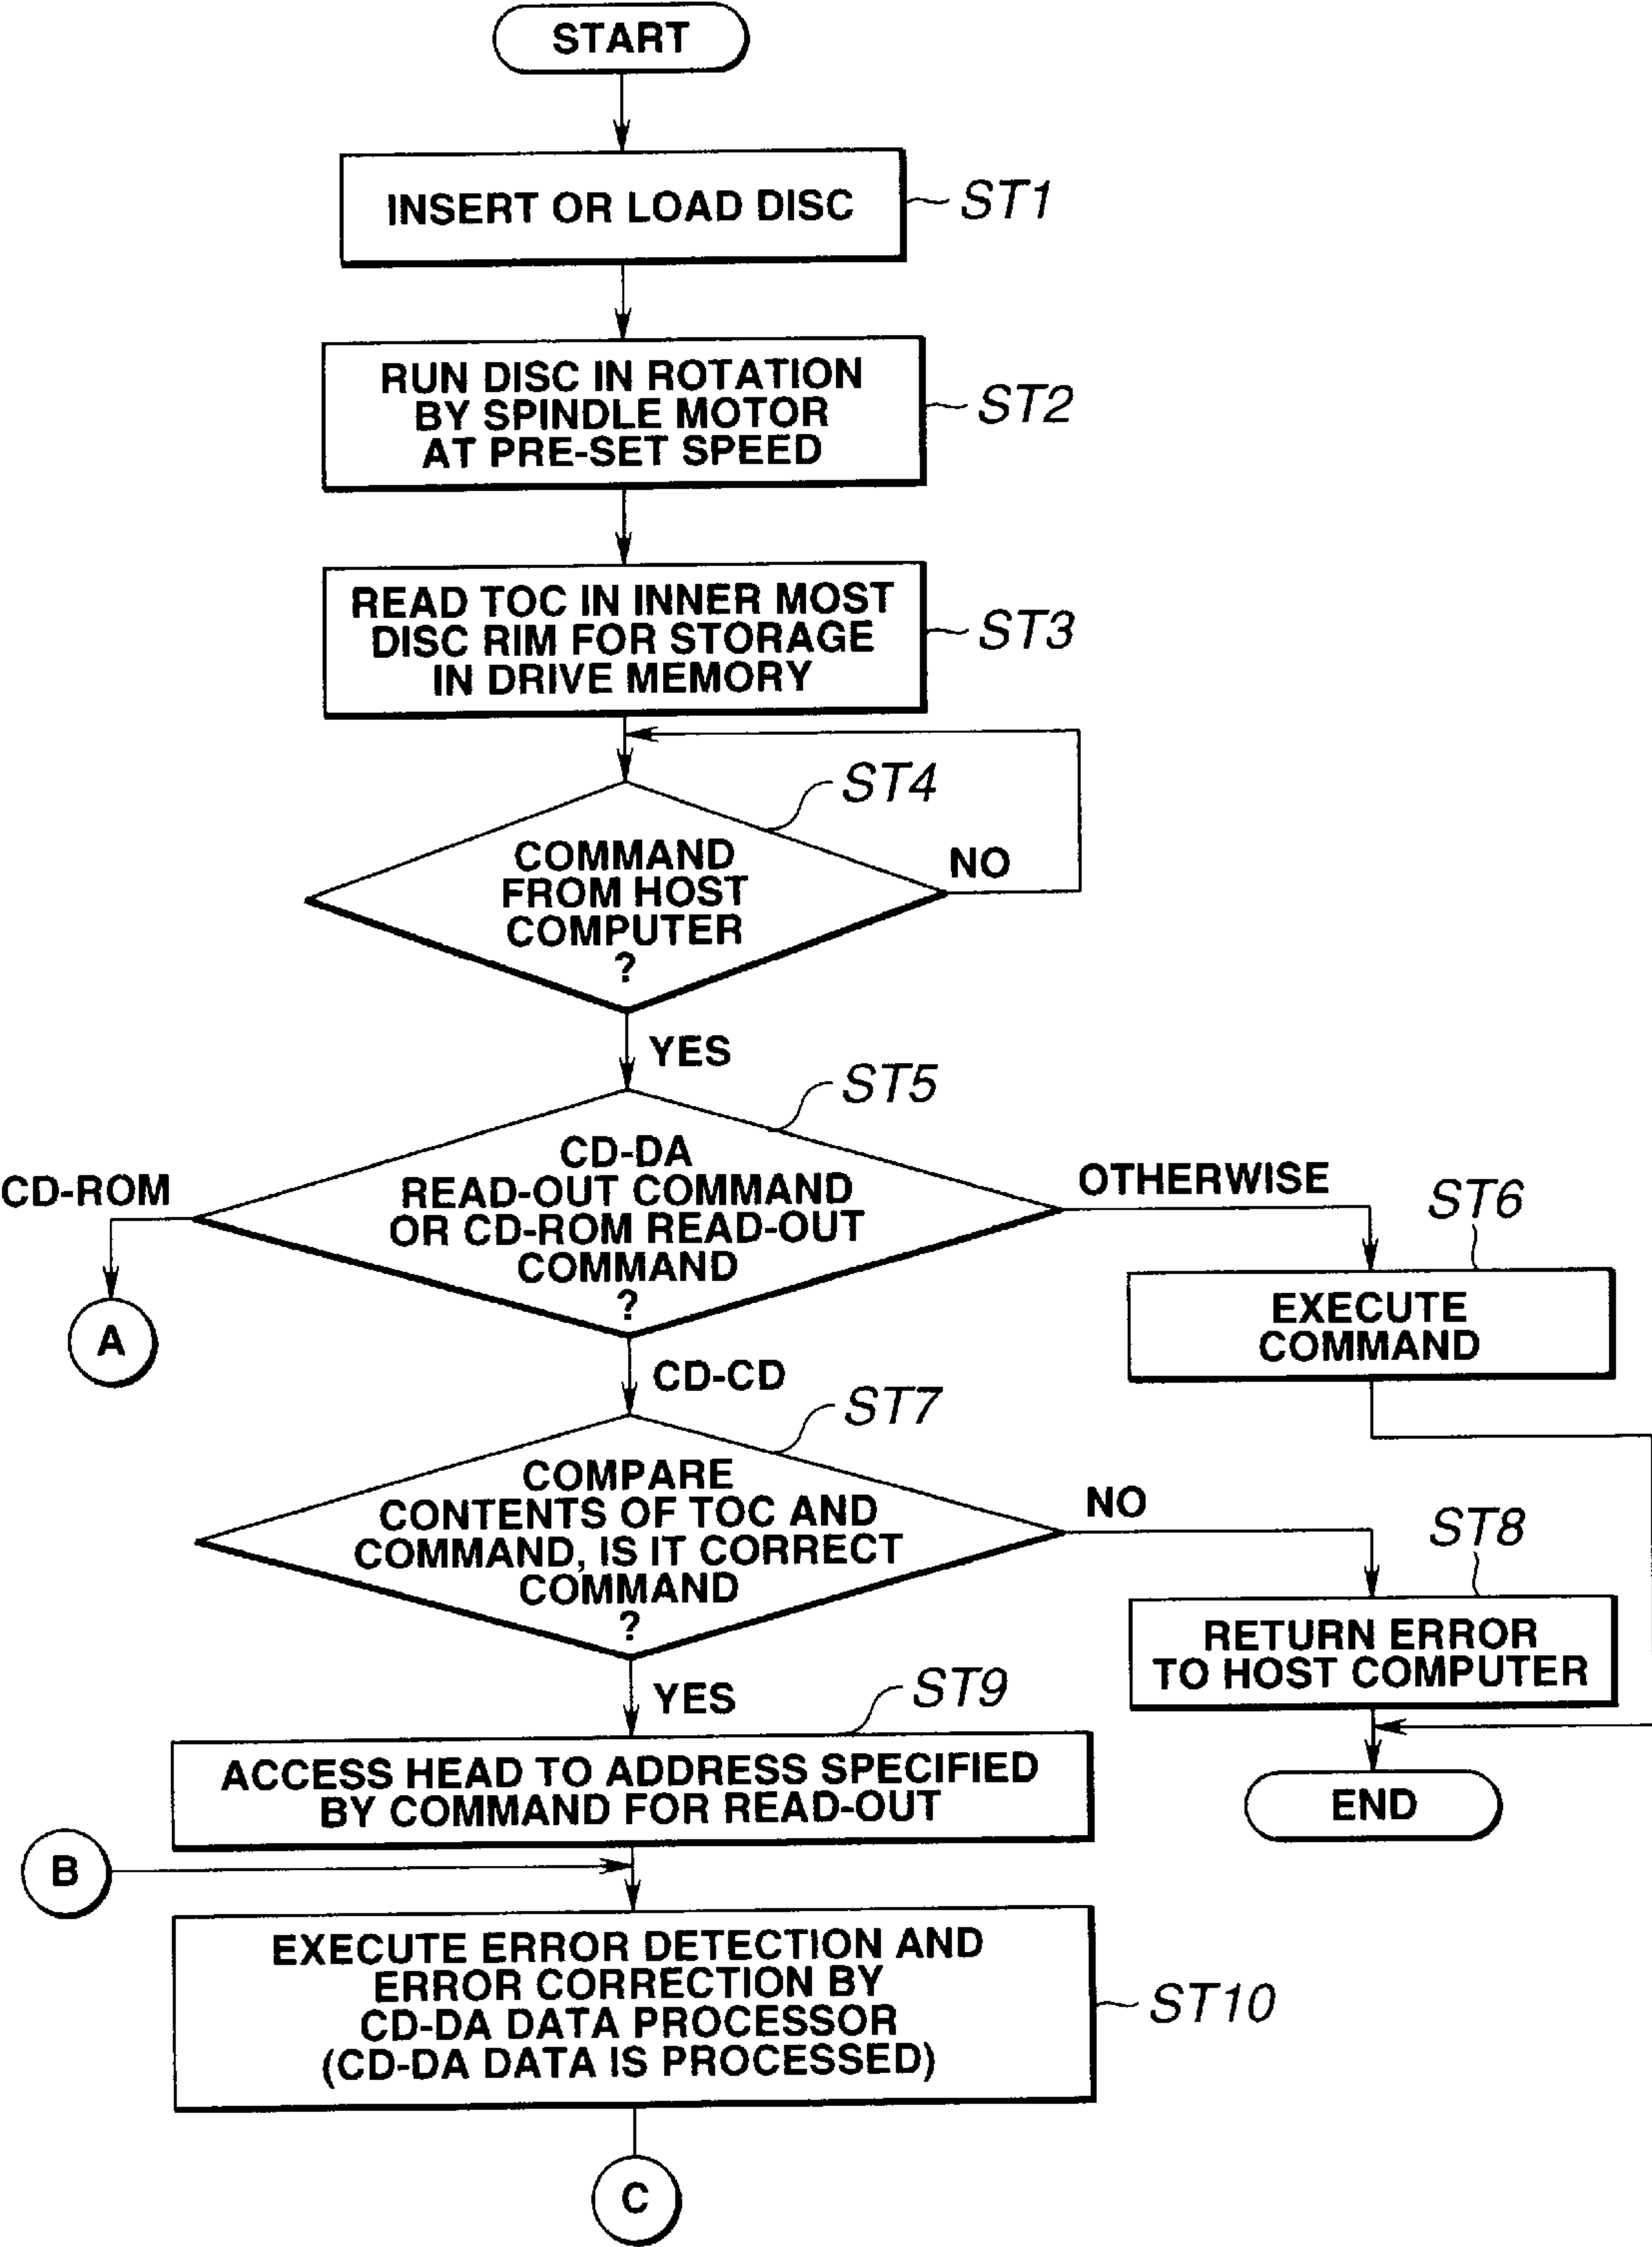 START
INSERT OR LOAD DISC
ST1
RUN DISC IN ROTATION
BY SPINDLE MOTOR
AT PRE-SET SPEED
ST2
READ TOC IN INNER MOST
DISC RIM FOR STORAGE
IN DRIVE MEMORY
ST3
ST4
COMMAND
FROM HOST
COMPUTER
?
NO
YES
ST5
CD-DA
READ-OUT COMMAND
OR CD-ROM READ-OUT
COMMAND
?
CD-ROM
A
OTHERWISE
ST6
EXECUTE
COMMAND
CD-CD
ST7
COMPARE
CONTENTS OF TOC AND
COMMAND, IS IT CORRECT
COMMAND
?
NO
ST8
RETURN ERROR
TO HOST COMPUTER
END
YES
ST9
ACCESS HEAD TO ADDRESS SPECIFIED
BY COMMAND FOR READ-OUT
B
EXECUTE ERROR DETECTION AND
ERROR CORRECTION BY
CD-DA DATA PROCESSOR
(CD-DA DATA IS PROCESSED)
ST10
C